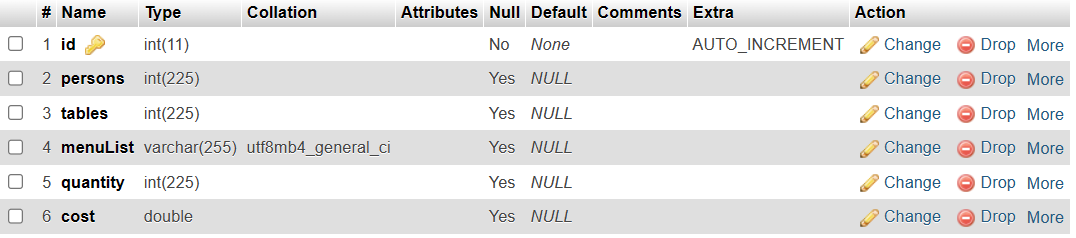 # Name Type Collation Attributes Null Default Comments Extra Action
1 id int(11) No None AUTO_INCREMENT Change Drop More
2 persons int(225) Yes NULL Change Drop More
3 tables int(225) Yes NULL Change Drop More
4 menuList varchar(255) utf8mb4_general_ci Yes NULL Change Drop More
5 quantity int(225) Yes NULL Change Drop More
6 cost double Yes NULL Change Drop More